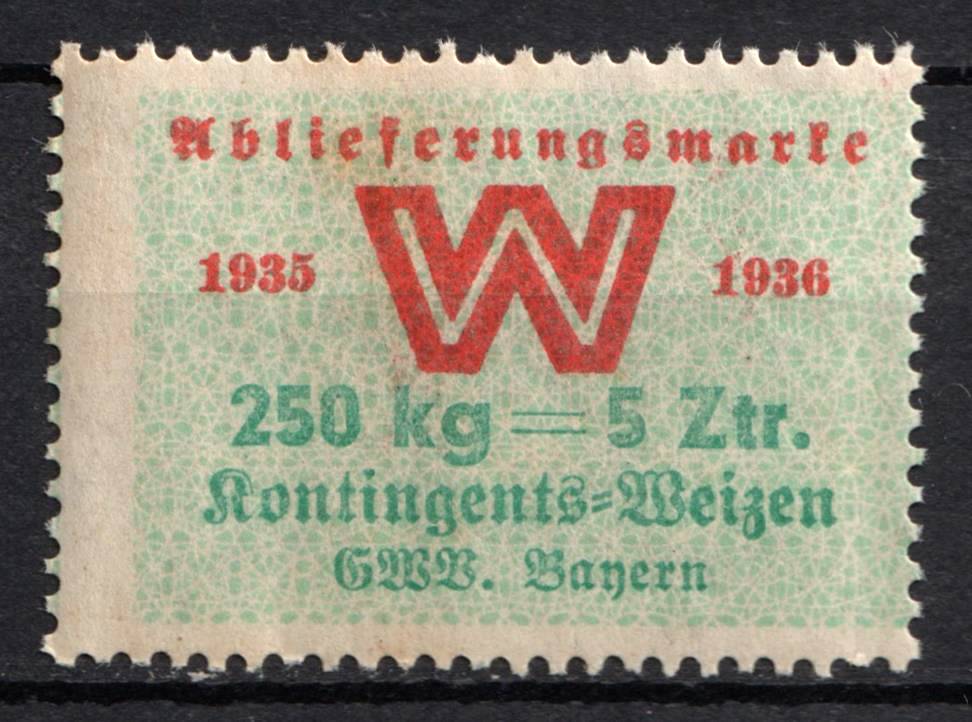 Ablieferungsmarke
W
1935 1936
250 kg = 5 Ztr.
Kontingents=Weizen
GWV. Bayern